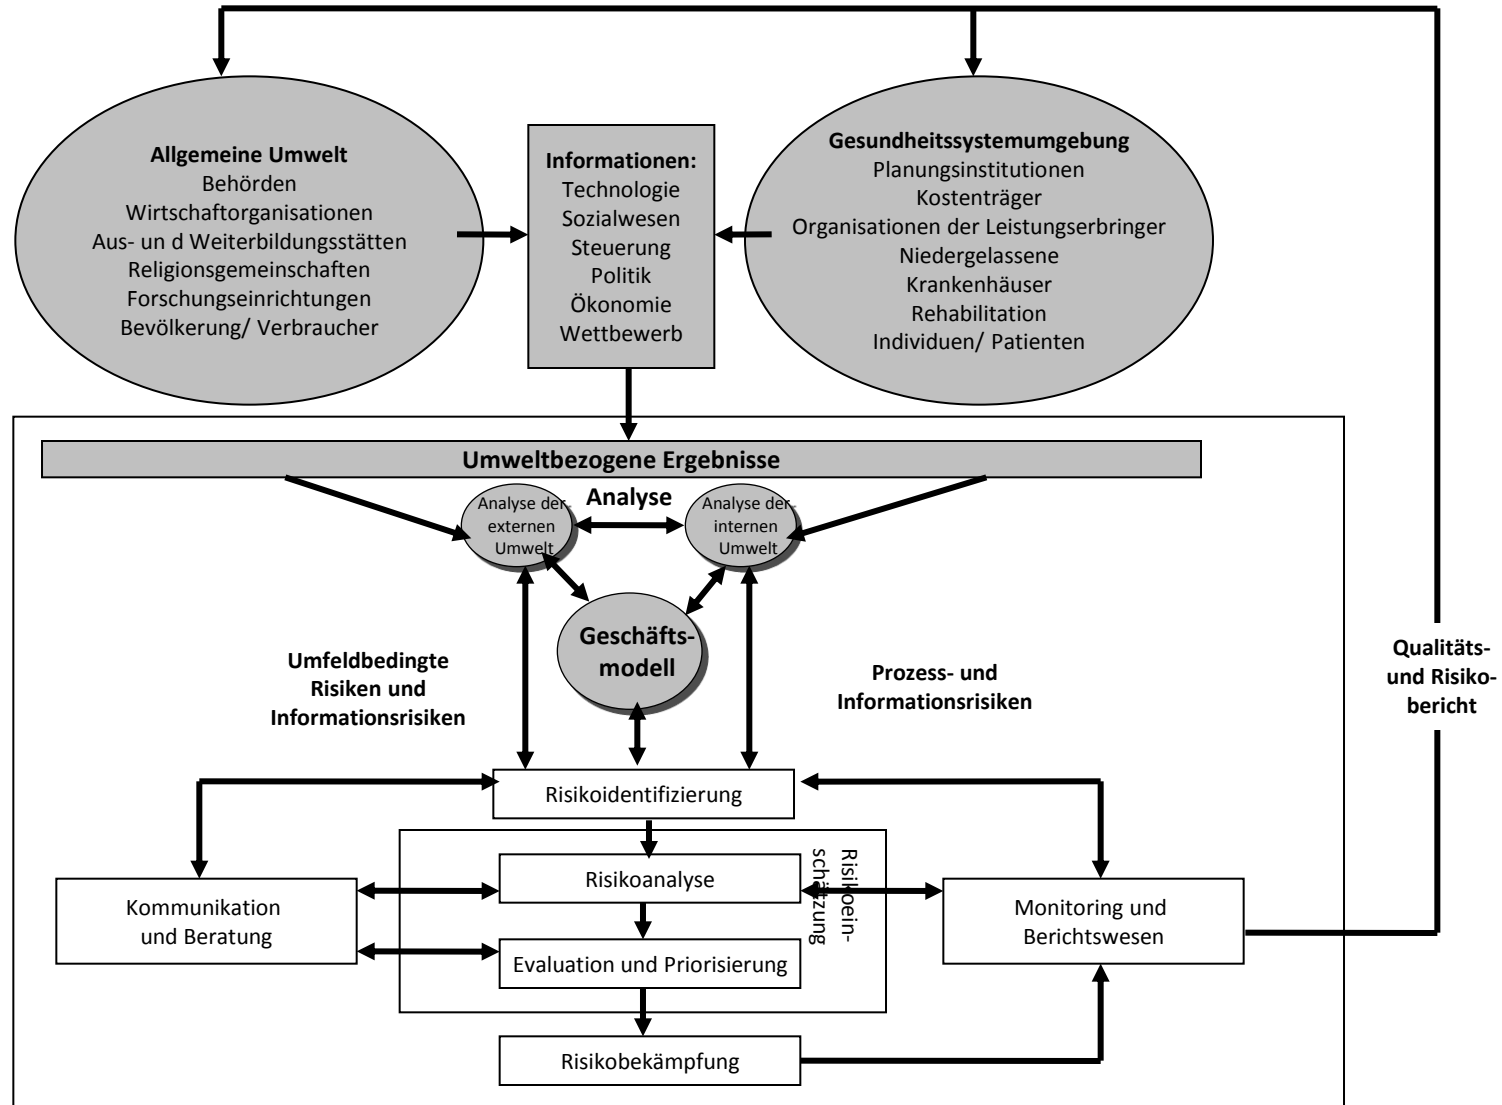 Allgemeine Umwelt
Behörden
Wirtschaftorganisationen
Aus- un d Weiterbildungsstätten
Religionsgemeinschaften
Forschungseinrichtungen
Bevölkerung/ Verbraucher
Informationen:
Technologie
Sozialwesen
Steuerung
Politik
Ökonomie
Wettbewerb
Gesundheitssystemumgebung
Planungsinstitutionen
Kostenträger
Organisationen der Leistungserbringer
Niedergelassene
Krankenhäuser
Rehabilitation
Individuen/ Patienten
Umweltbezogene Ergebnisse
Analyse der
externen
Umwelt
Analyse
Analyse der
internen
Umwelt
Geschäfts-
modell
Umfeldbedingte
Risiken und
Informationsrisiken
Prozess- und
Informationsrisiken
Qualitäts-
und Risiko-
bericht
Risikoidentifizierung
Risikoein-
schätzung
Risikoanalyse
Kommunikation
und Beratung
Monitoring und
Berichtswesen
Evaluation und Priorisierung
Risikobekämpfung